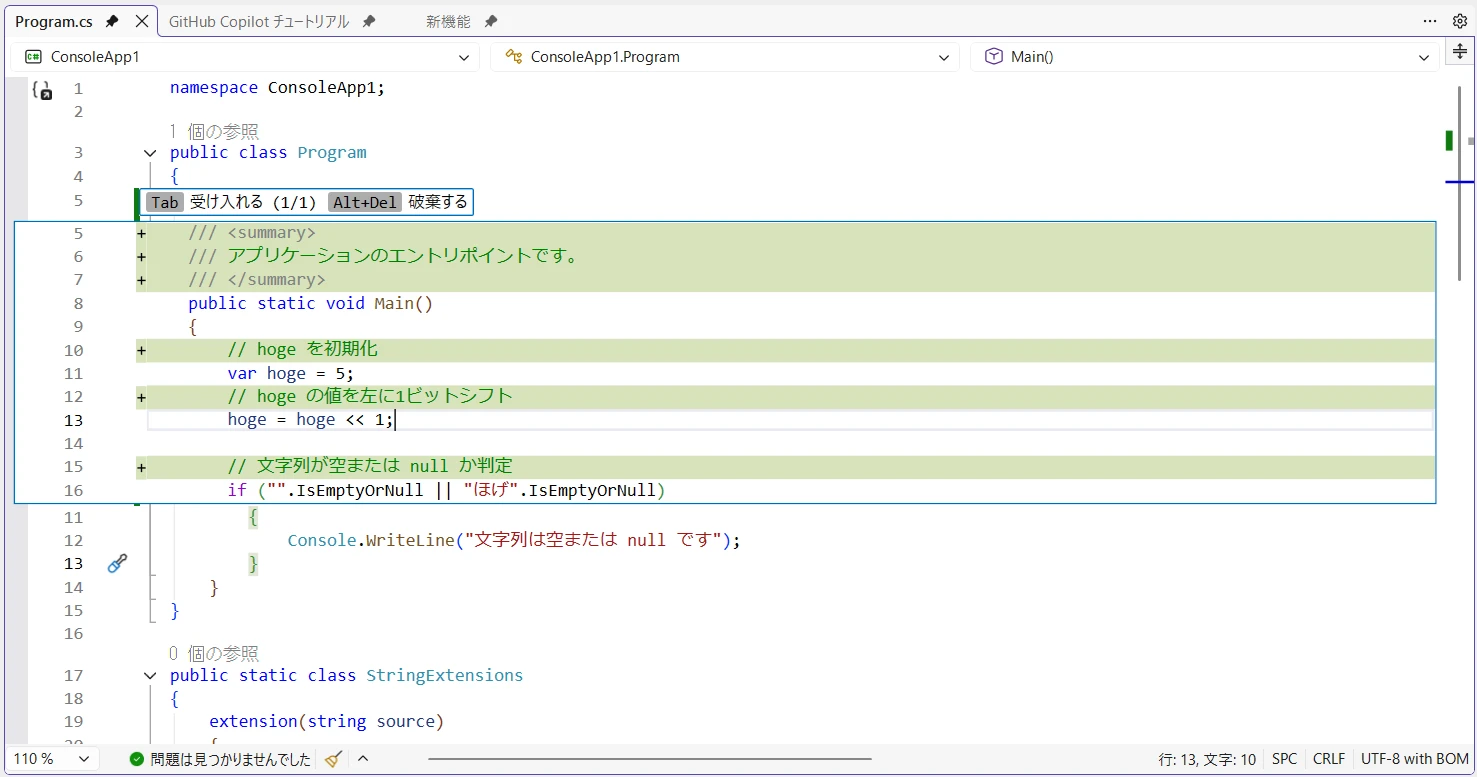 Program.cs GitHub Copilot チュートリアル 新機能
ConsoleApp1 ConsoleApp1.Program Main()
1 namespace ConsoleApp1;
2
1 個の参照
3 public class Program
4 {
5 Tab 受け入れる (1/1) Alt+Del 破棄する
5 + /// <summary>
6 + /// アプリケーションのエントリポイントです。
7 + /// </summary>
8 public static void Main()
9 {
10 + // hoge を初期化
11 var hoge = 5;
12 + // hoge の値を左に1ビットシフト
13 hoge = hoge << 1;
14
15 + // 文字列が空または null か判定
16 if ("".IsEmptyOrNull || "ほげ".IsEmptyOrNull)
11 {
12 Console.WriteLine("文字列は空または null です");
13 }
14 }
15 }
16
0 個の参照
17 public static class StringExtensions
18 {
19 extension(string source)
110 % 問題は見つかりませんでした 行: 13, 文字: 10 SPC CRLF UTF-8 with BOM